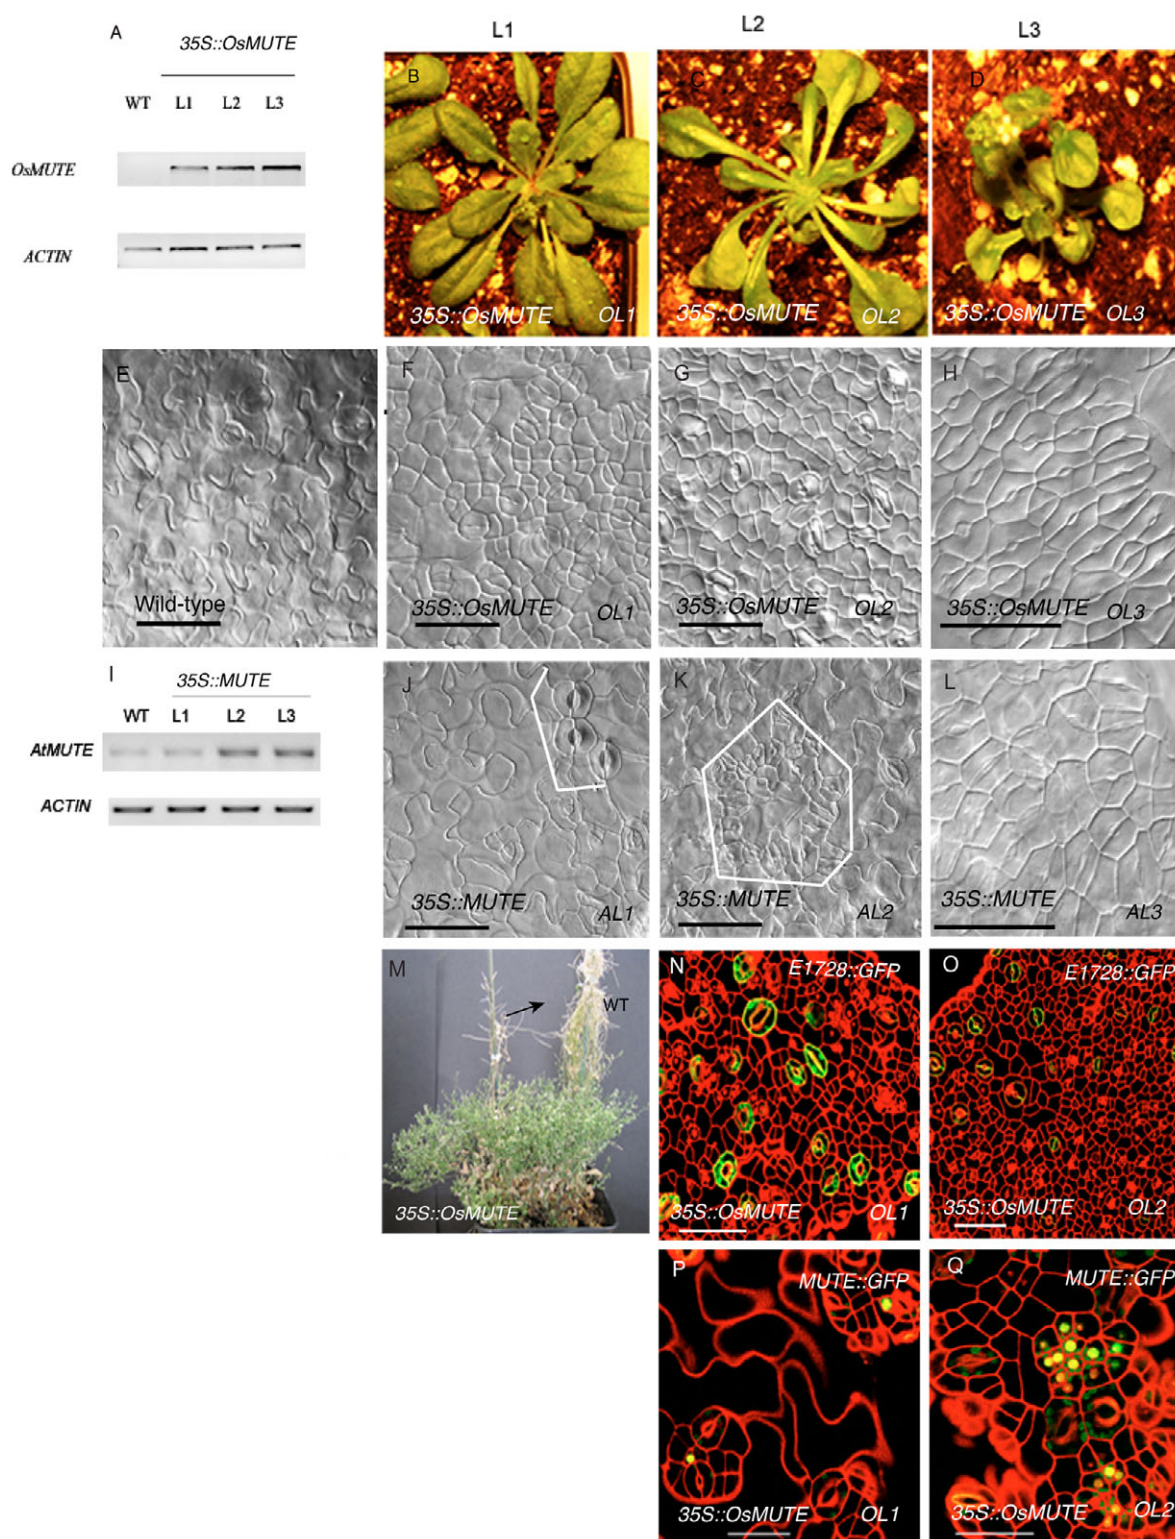 L1
L2
L3
A
35S::OsMUTE
WT L1 L2 L3
OsMUTE
ACTIN
B
35S::OsMUTE OL1
C
35S::OsMUTE OL2
D
35S::OsMUTE OL3
E
Wild-type
F
35S::OsMUTE OL1
G
35S::OsMUTE OL2
H
35S::OsMUTE OL3
I
35S::MUTE
WT L1 L2 L3
AtMUTE
ACTIN
J
35S::MUTE AL1
K
35S::MUTE AL2
L
35S::MUTE AL3
M
WT
35S::OsMUTE
N
E1728::GFP
35S::OsMUTE OL1
O
E1728::GFP
35S::OsMUTE OL2
P
MUTE::GFP
35S::OsMUTE OL1
Q
MUTE::GFP
35S::OsMUTE OL2